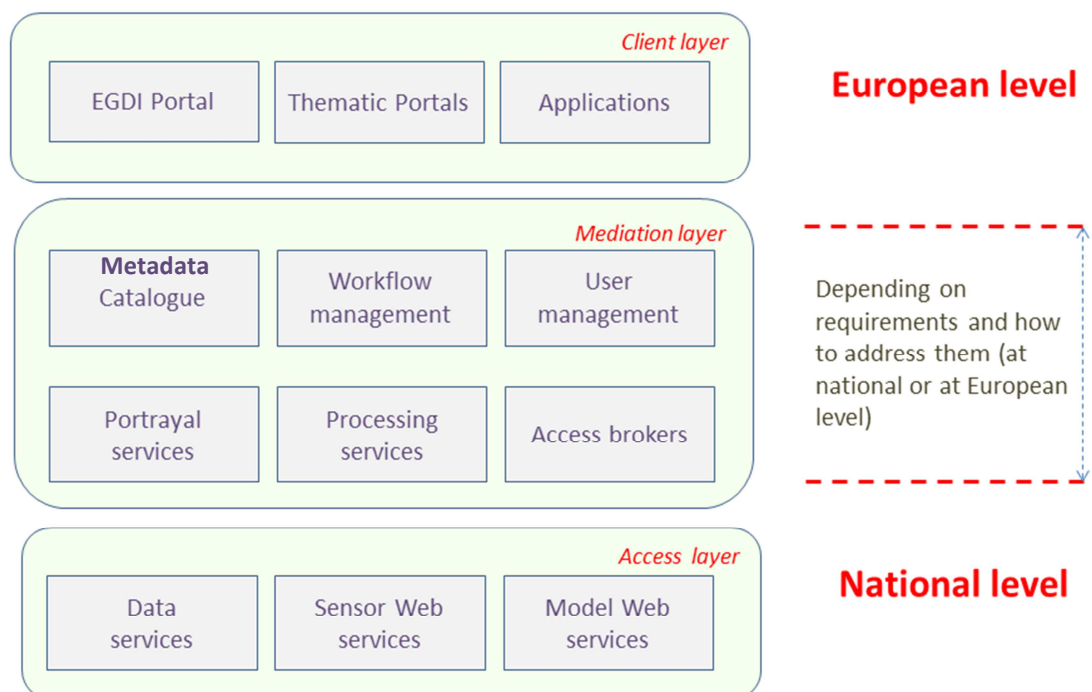 Client layer
EGDI Portal
Thematic Portals
Applications
European level
Mediation layer
Metadata
Catalogue
Workflow
management
User
management
Portrayal
services
Processing
services
Access brokers
Depending on
requirements and how
to address them (at
national or at European
level)
Access layer
Data
services
Sensor Web
services
Model Web
services
National level